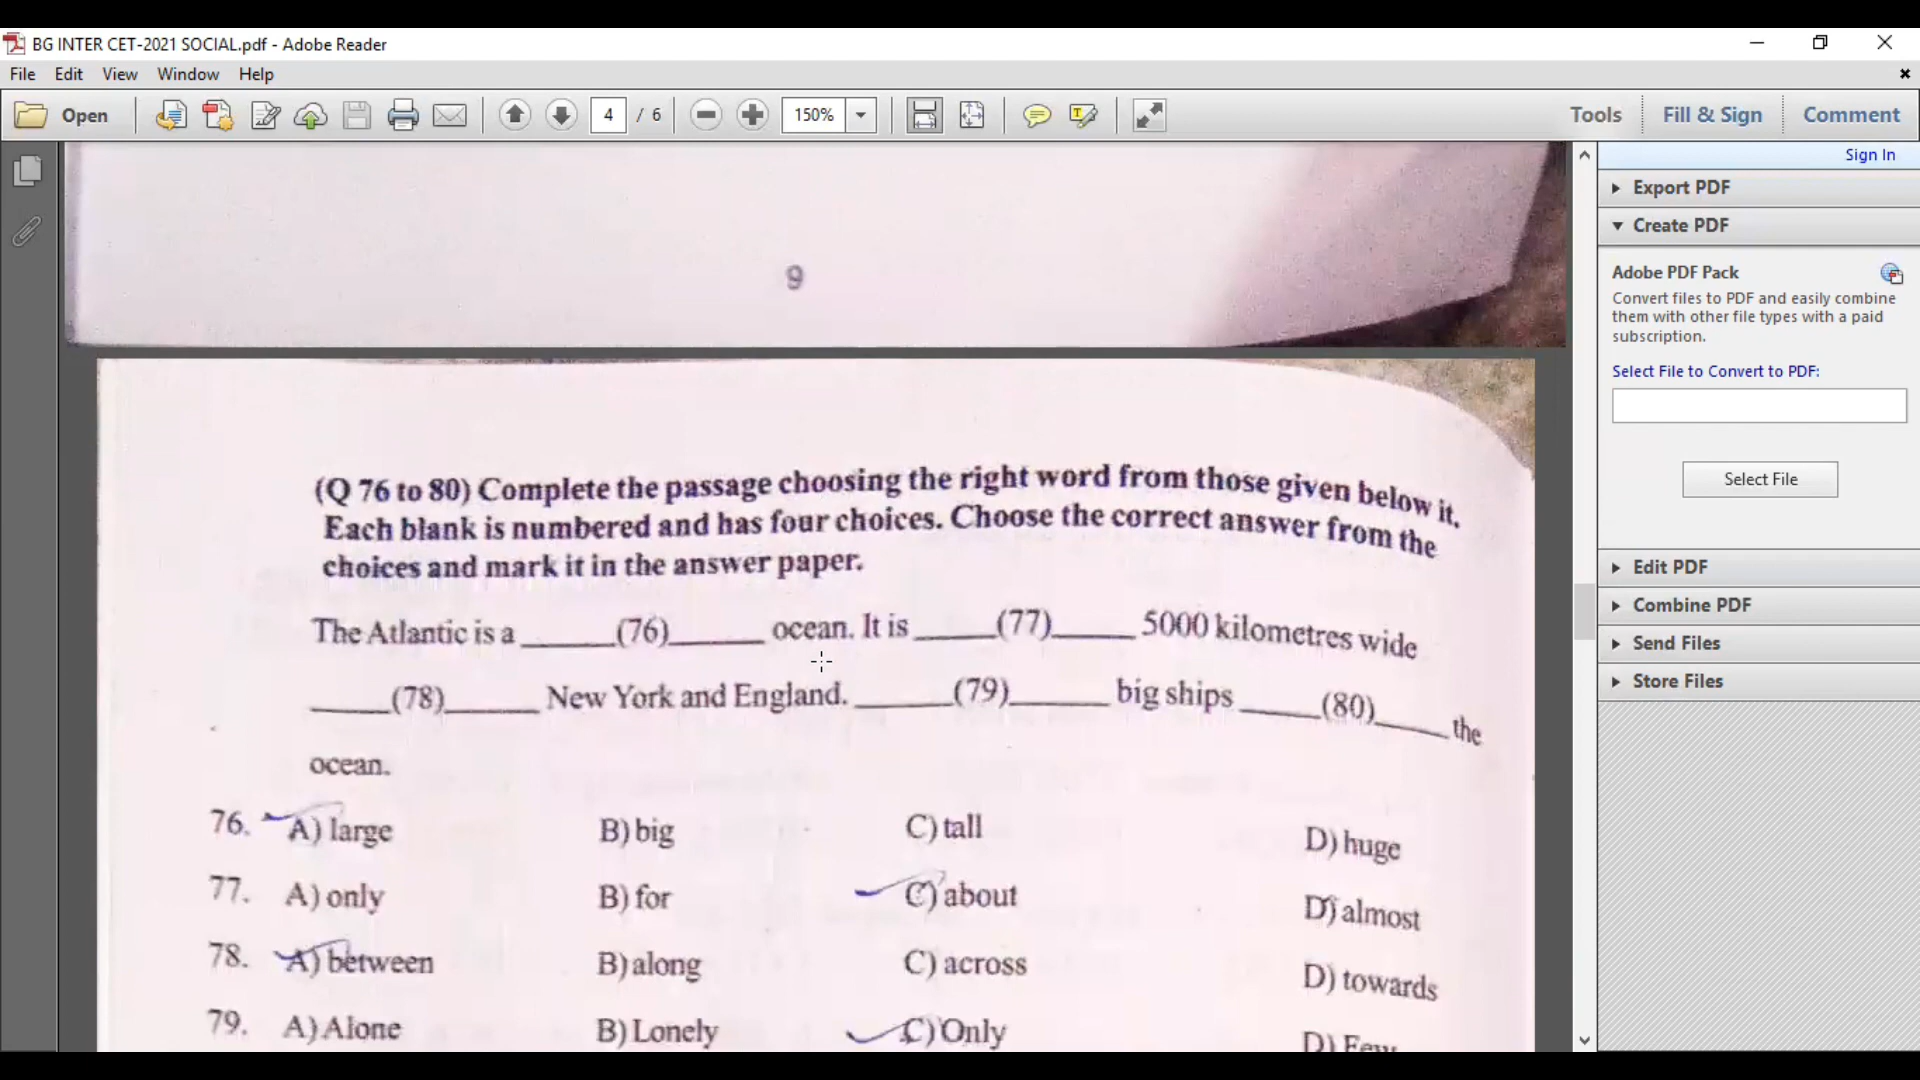 BG INTER CET-2021 SOCIAL.pdf - Adobe Reader
File Edit View Window Help
Open 4 / 6 150% Tools Fill & Sign Comment
Sign In
Export PDF
Create PDF
Adobe PDF Pack
Convert files to PDF and easily combine
them with other file types with a paid
subscription.
Select File to Convert to PDF:
Select File
Edit PDF
Combine PDF
Send Files
Store Files
9
(Q 76 to 80) Complete the passage choosing the right word from those given below it.
Each blank is numbered and has four choices. Choose the correct answer from the
choices and mark it in the answer paper.
The Atlantic is a ______(76)______ ocean. It is _____(77)_____ 5000 kilometres wide
_____(78)______ New York and England. ______(79)______ big ships _____(80)_____ the
ocean.
76. A) large B) big C) tall D) huge
77. A) only B) for C) about D) almost
78. A) between B) along C) across D) towards
79. A) Alone B) Lonely C) Only D) Few